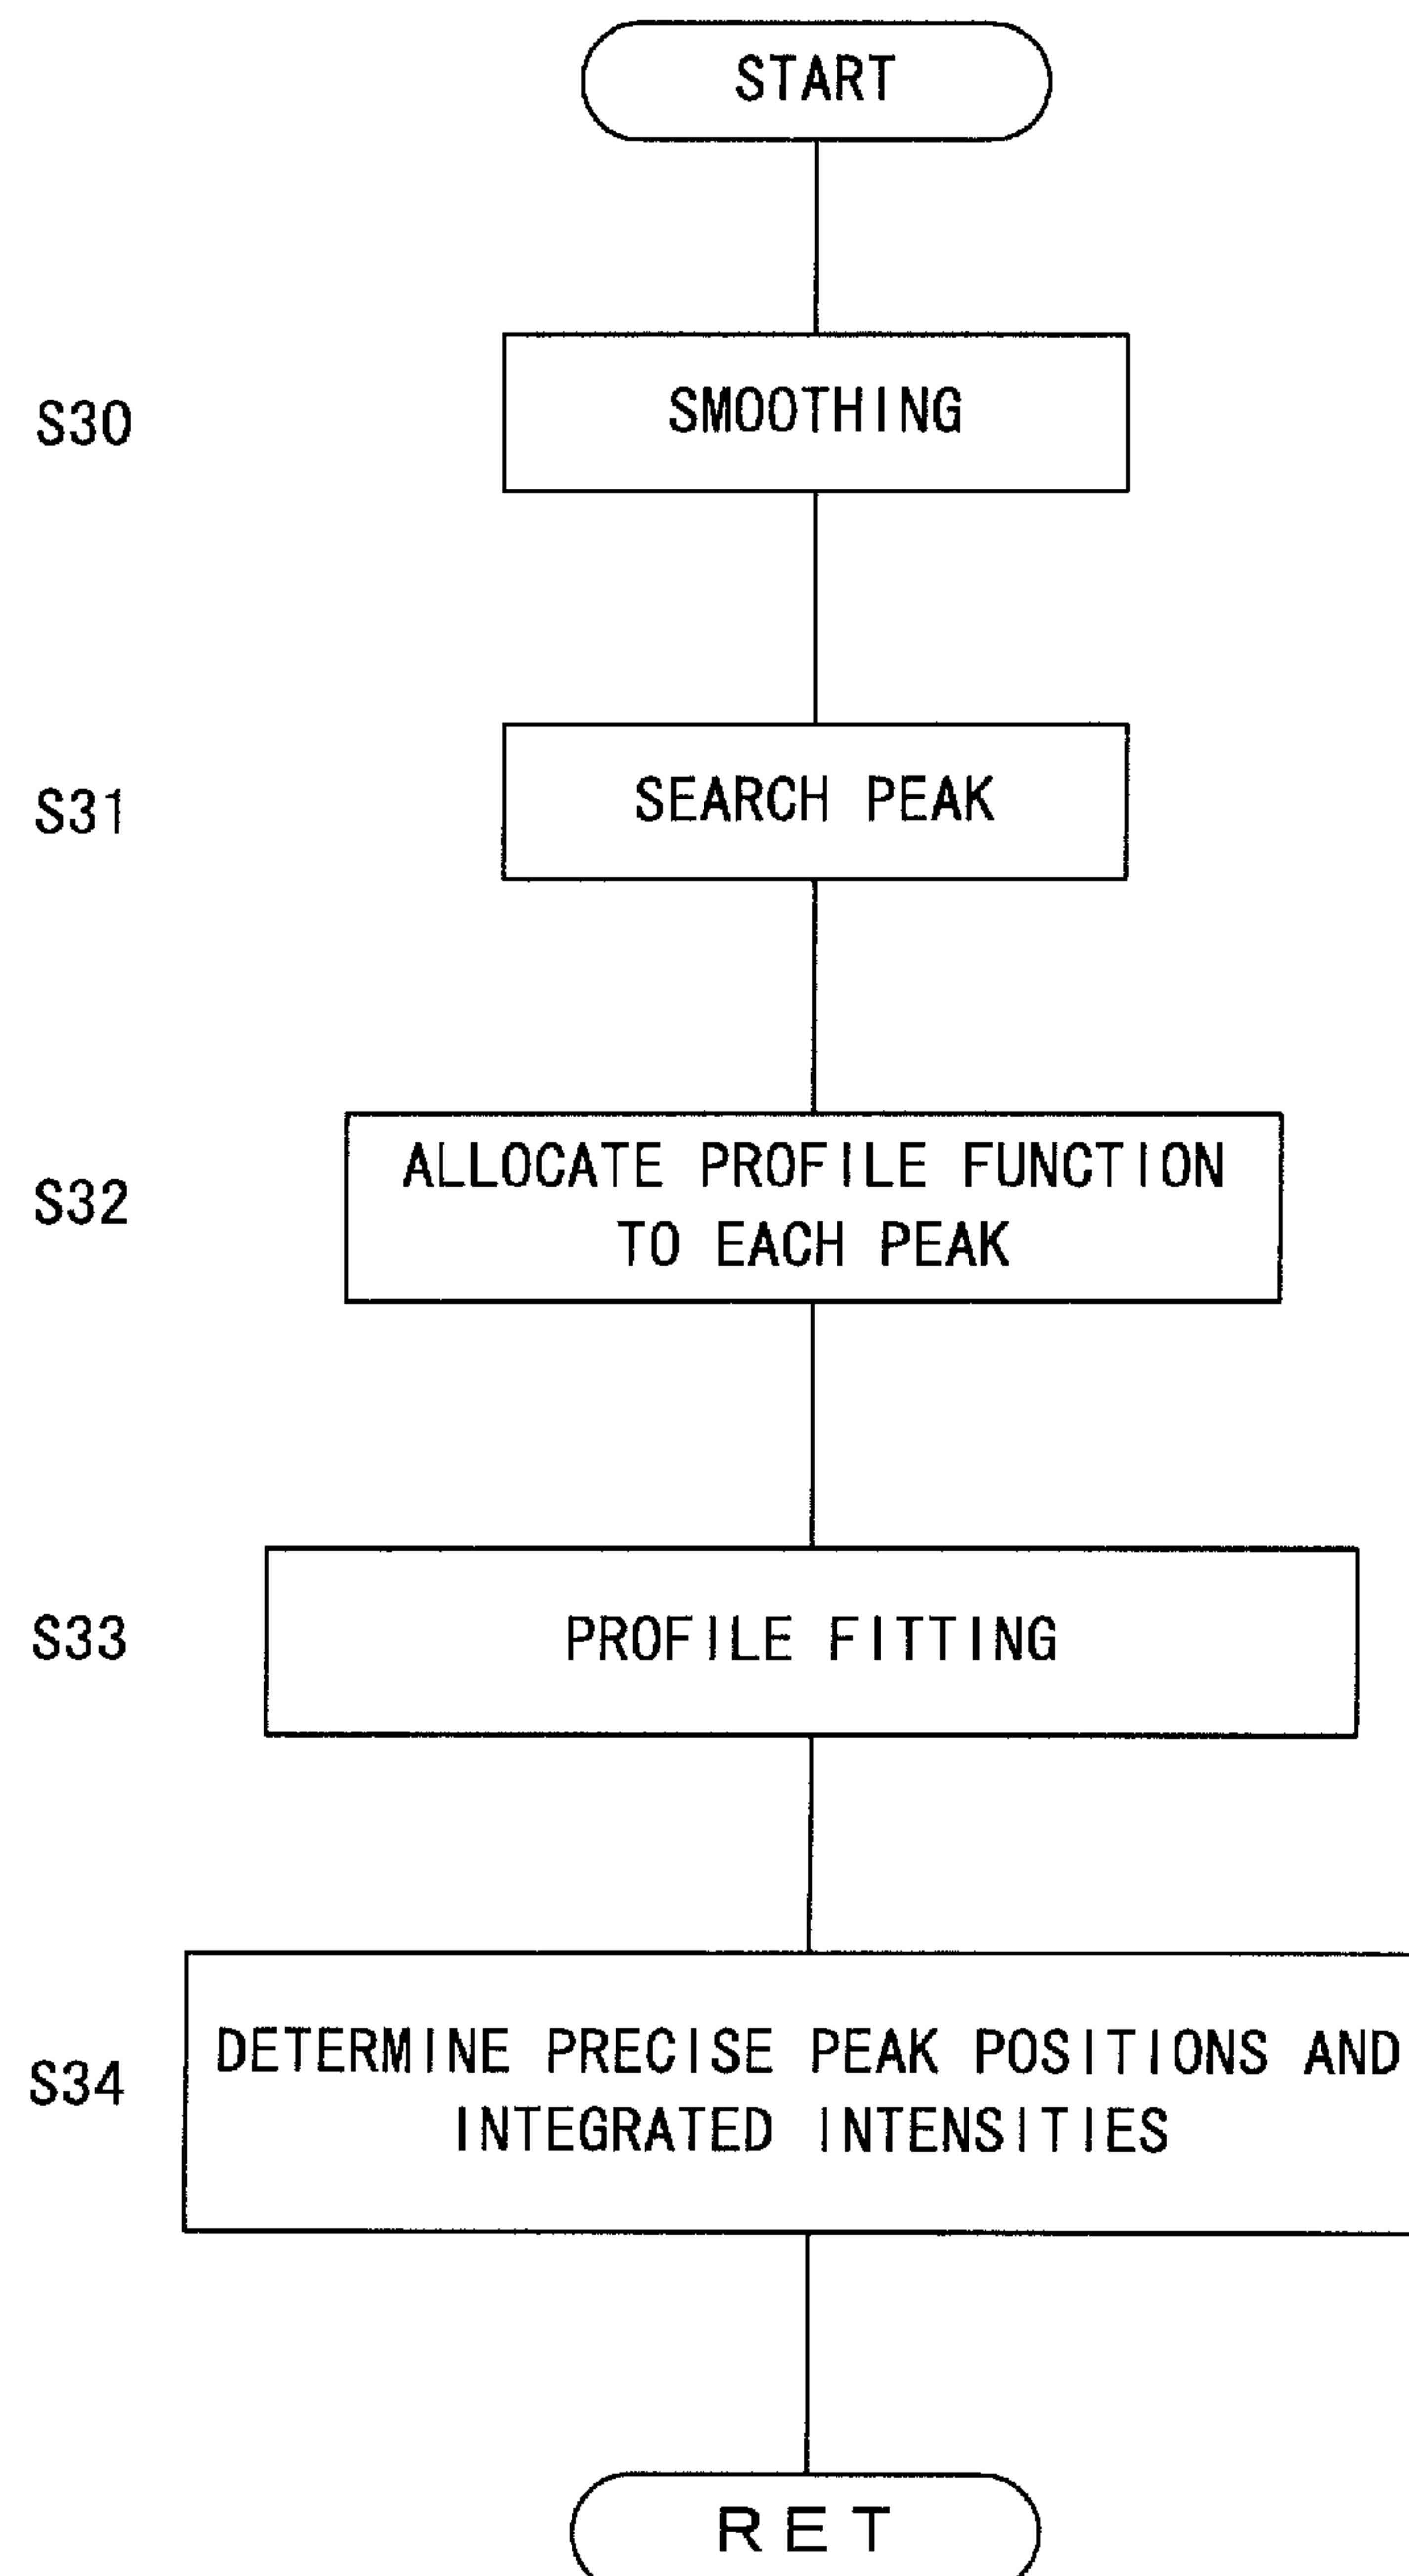 START
S30
SMOOTHING
S31
SEARCH PEAK
S32
ALLOCATE PROFILE FUNCTION
TO EACH PEAK
S33
PROFILE FITTING
S34
DETERMINE PRECISE PEAK POSITIONS AND
INTEGRATED INTENSITIES
RET